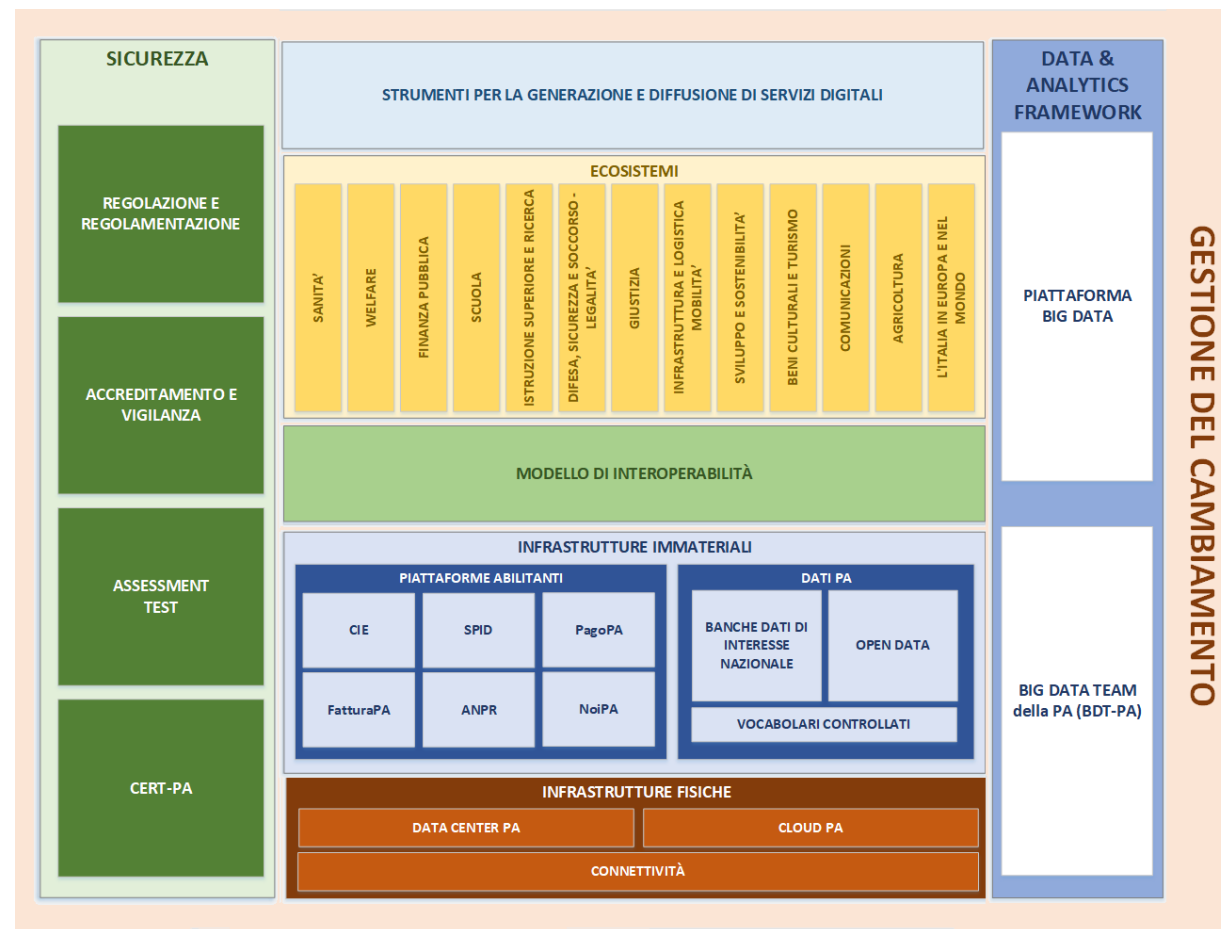 SICUREZZA
REGOLAZIONE E
REGOLAMENTAZIONE
ACCREDITAMENTO E
VIGILANZA
ASSESSMENT
TEST
CERT-PA
STRUMENTI PER LA GENERAZIONE E DIFFUSIONE DI SERVIZI DIGITALI
ECOSISTEMI
SANITA'
WELFARE
FINANZA PUBBLICA
SCUOLA
ISTRUZIONE SUPERIORE E RICERCA
DIFESA, SICUREZZA E SOCCORSO -
LEGALITA'
GIUSTIZIA
INFRASTRUTTURA E LOGISTICA
MOBILITA'
SVILUPPO E SOSTENIBILITA'
BENI CULTURALI E TURISMO
COMUNICAZIONI
AGRICOLTURA
L'ITALIA IN EUROPA E NEL
MONDO
MODELLO DI INTEROPERABILITÀ
INFRASTRUTTURE IMMATERIALI
PIATTAFORME ABILITANTI
CIE
SPID
PagoPA
FatturaPA
ANPR
NoiPA
DATI PA
BANCHE DATI DI
INTERESSE
NAZIONALE
OPEN DATA
VOCABOLARI CONTROLLATI
INFRASTRUTTURE FISICHE
DATA CENTER PA
CLOUD PA
CONNETTIVITÀ
DATA &
ANALYTICS
FRAMEWORK
PIATTAFORMA
BIG DATA
BIG DATA TEAM
della PA (BDT-PA)
GESTIONE DEL CAMBIAMENTO